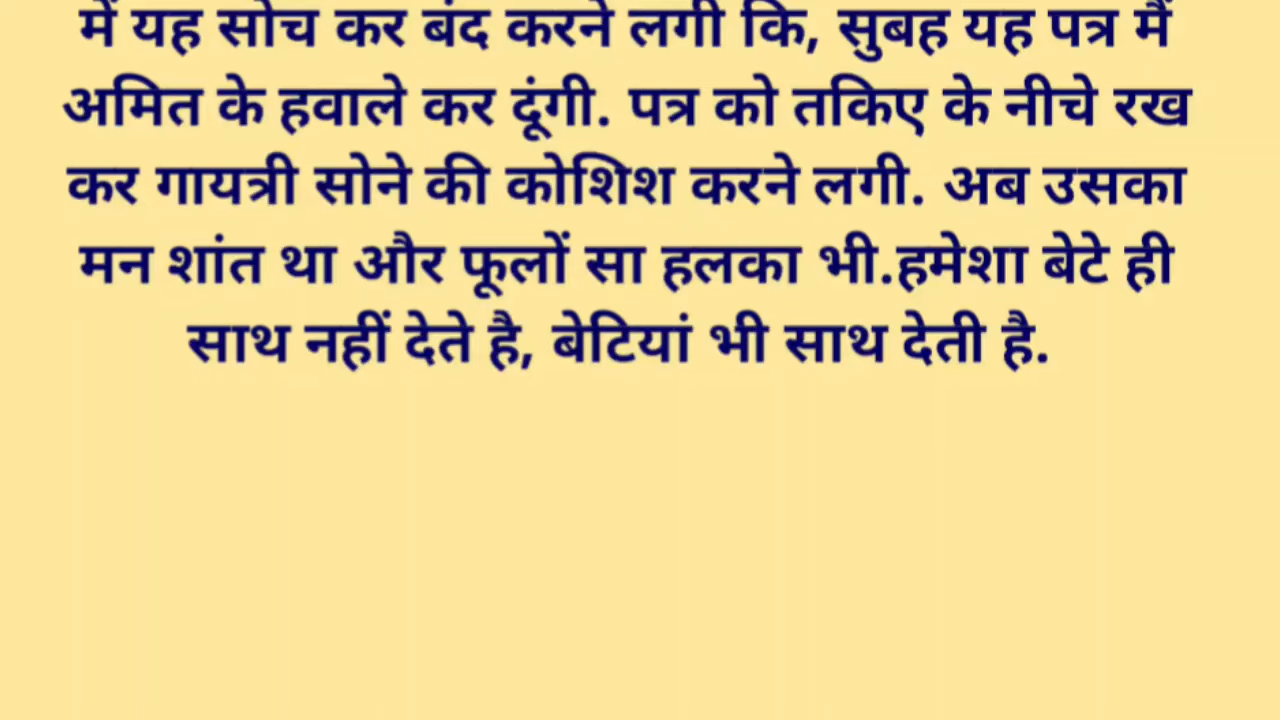 में यह सोच कर बंद करने लगी कि, सुबह यह पत्र मैं
अमित के हवाले कर दूंगी. पत्र को तकिए के नीचे रख
कर गायत्री सोने की कोशिश करने लगी. अब उसका
मन शांत था और फूलों सा हलका भी.हमेशा बेटे ही
साथ नहीं देते है, बेटियां भी साथ देती है.